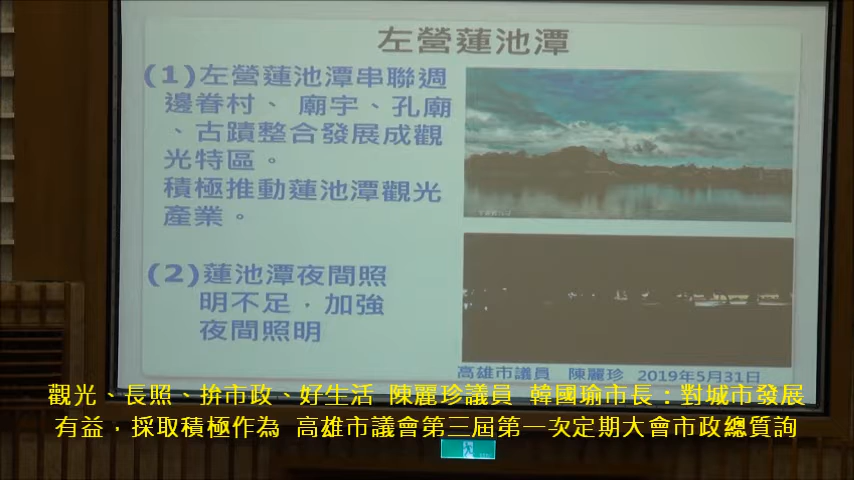 左營蓮池潭
(1)左營蓮池潭串聯週
邊眷村、 廟宇、孔廟
、古蹟整合發展成觀
光特區。
積極推動蓮池潭觀光
產業。
(2)蓮池潭夜間照
明不足，加強
夜間照明
高雄市議員 陳麗珍 2019年5月31日
觀光、長照、拚市政、好生活 陳麗珍議員 韓國瑜市長：對城市發展
有益，採取積極作為 高雄市議會第三屆第一次定期大會市政總質詢